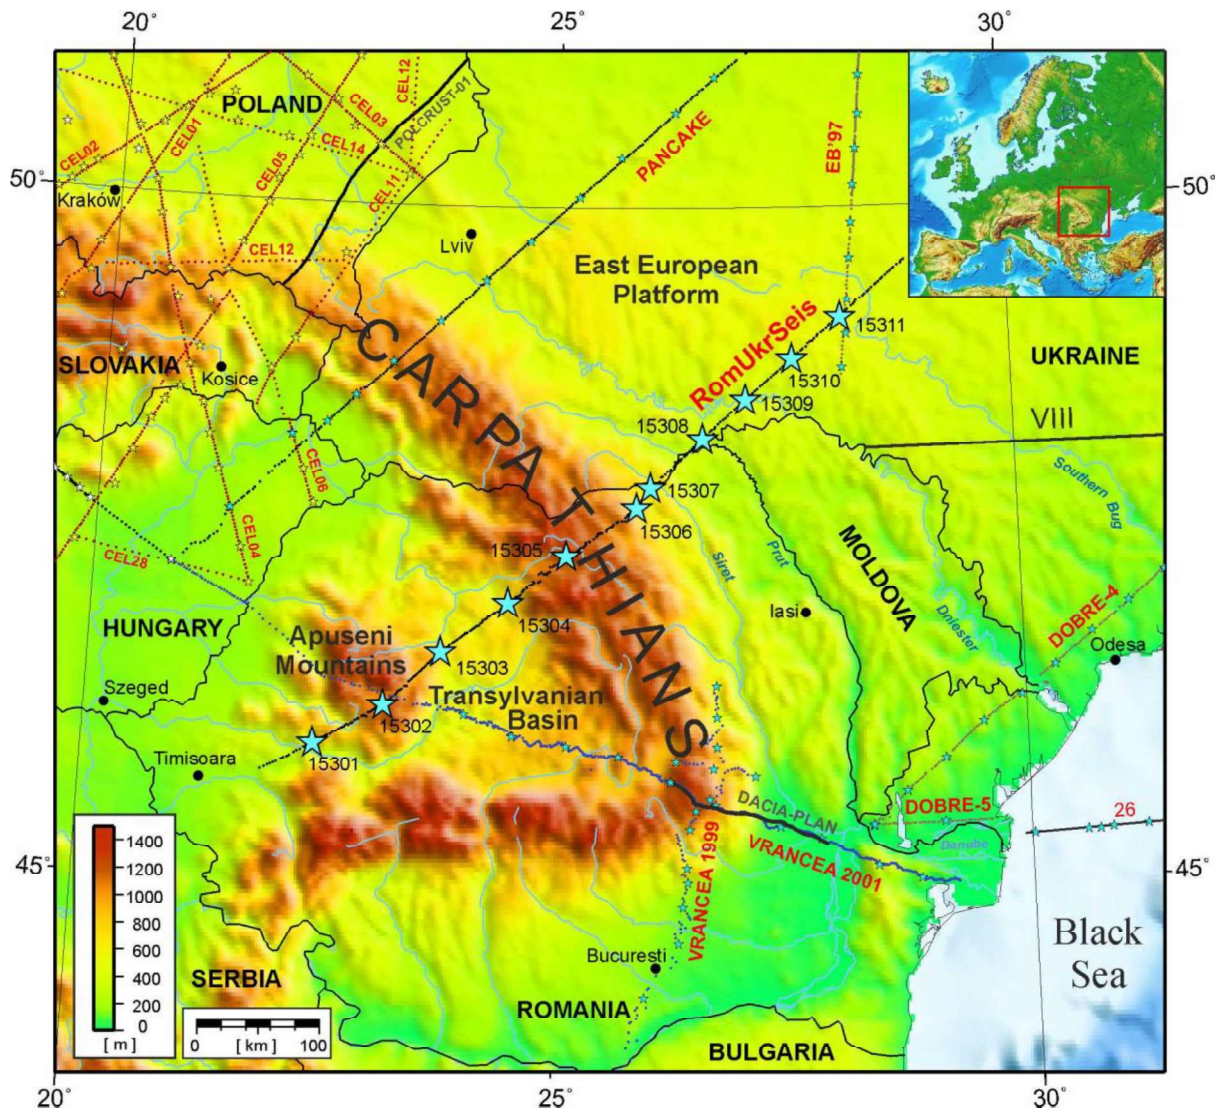 20°
25°
30°
CEL12
POLAND
POLCRUST-01
CEL03
CEL01
CEL14
CEL02
CEL05
CEL11
PANCAKE
EB'97
50°
50°
Kraków
CEL12
Lviv
East European
Platform
CARPATHIANS
RomUkrSeis
15311
SLOVAKIA
Kosice
UKRAINE
15310
15309
15308
VIII
CEL06
15307
Southern
Bug
15306
CEL04
15305
CEL28
Siret
Prut
MOLDOVA
15304
Iasi
Dniester
DOBRE-4
HUNGARY
Apuseni
Mountains
15303
Odesa
Szeged
Transylvanian
Basin
15302
Timisoara
15301
DACIA-PLAN
DOBRE-5
26
1400
1200
1000
800
600
400
200
0
[ m ]
VRANCEA 1999
VRANCEA 2001
Danube
45°
45°
Black
Sea
Bucuresti
SERBIA
ROMANIA
0
[km]
100
BULGARIA
20°
25°
30°